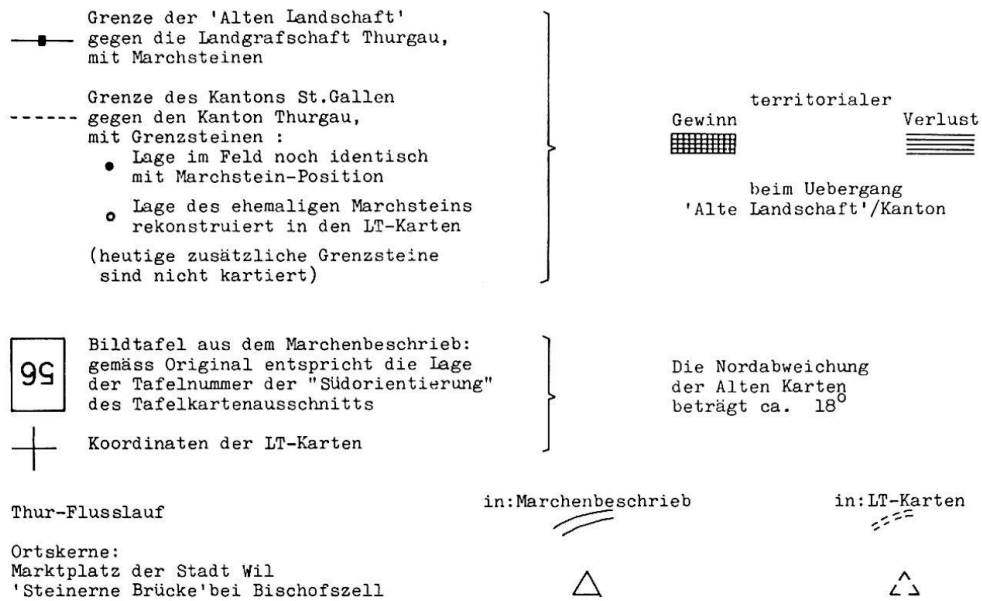 Grenze der 'Alten Landschaft'
gegen die Landgrafschaft Thurgau,
mit Marchsteinen
Grenze des Kantons St.Gallen
gegen den Kanton Thurgau,
mit Grenzsteinen :
Lage im Feld noch identisch
mit Marchstein-Position
Lage des ehemaligen Marchsteins
rekonstruiert in den LT-Karten
(heutige zusätzliche Grenzsteine
sind nicht kartiert)
territorialer
Gewinn Verlust
beim Uebergang
'Alte Landschaft'/Kanton
56
Bildtafel aus dem Marchenbeschrieb:
gemäss Original entspricht die Lage
der Tafelnummer der "Südorientierung"
des Tafelkartenausschnitts
Koordinaten der LT-Karten
Die Nordabweichung
der Alten Karten
beträgt ca. 18°
Thur-Flusslauf
in:Marchenbeschrieb
in:LT-Karten
Ortskerne:
Marktplatz der Stadt Wil
'Steinerne Brücke'bei Bischofszell